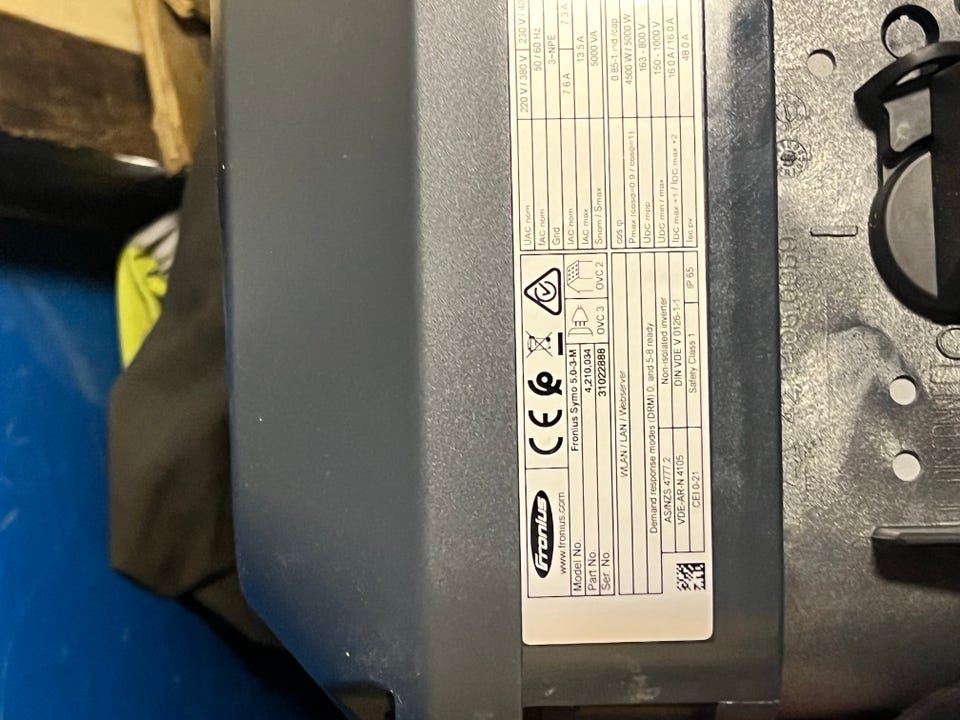 Fronius
www.fronius.com
CE
Model No. Fronius Symo 5.0-3-M
Part No. 4,210,034
Ser. No. 31022888
OVC 3 OVC 2
WLAN / LAN / Webserver
Demand response modes (DRM) 0, and 5-8 ready
AS/NZS 4777.2 Non-isolated inverter
VDE-AR-N 4105 DIN VDE V 0126-1-1
CEI 0-21 Safety Class 1 IP 65
UAC nom 220 V / 380 V 230 V / 40
fAC nom 50 / 60 Hz
Grid 3~NPE
IAC nom 7.6 A 7.3 A
IAC max 13.5 A
Snom / Smax 5000 VA
cos φ 0.85-1 ind./cap
Pmax (cosφ=0.9 / cosφ=1) 4500 W / 5000 W
UDC mpp 163 - 800 V
UDC min / max 150 - 1000 V
IDC max *1 / IDC max *2 16.0 A / 16.0 A
Isc pv 48.0 A